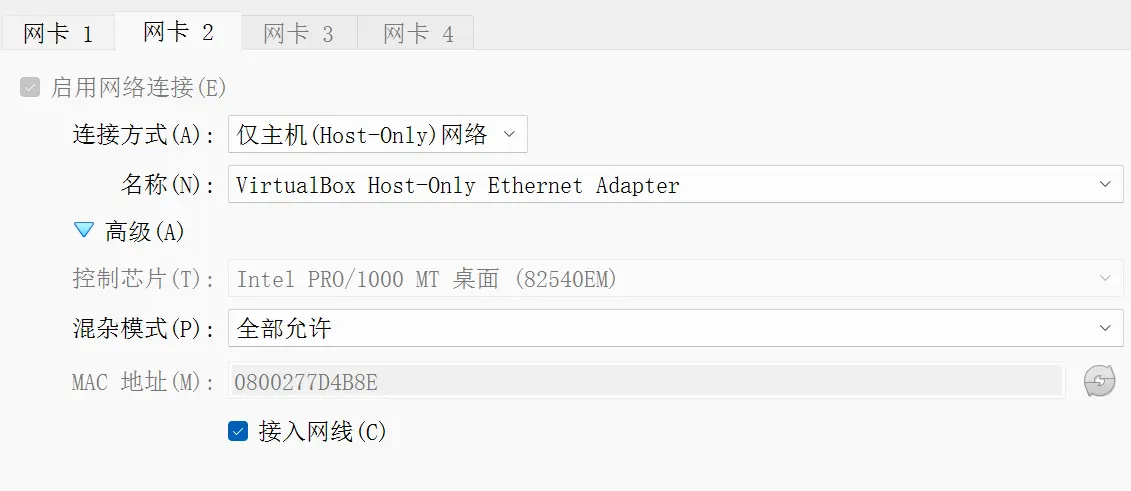 网卡 1 网卡 2 网卡 3 网卡 4
启用网络连接(E)
连接方式(A): 仅主机(Host-Only)网络
名称(N): VirtualBox Host-Only Ethernet Adapter
高级(A)
控制芯片(T): Intel PRO/1000 MT 桌面 (82540EM)
混杂模式(P): 全部允许
MAC 地址(M): 0800277D4B8E
接入网线(C)